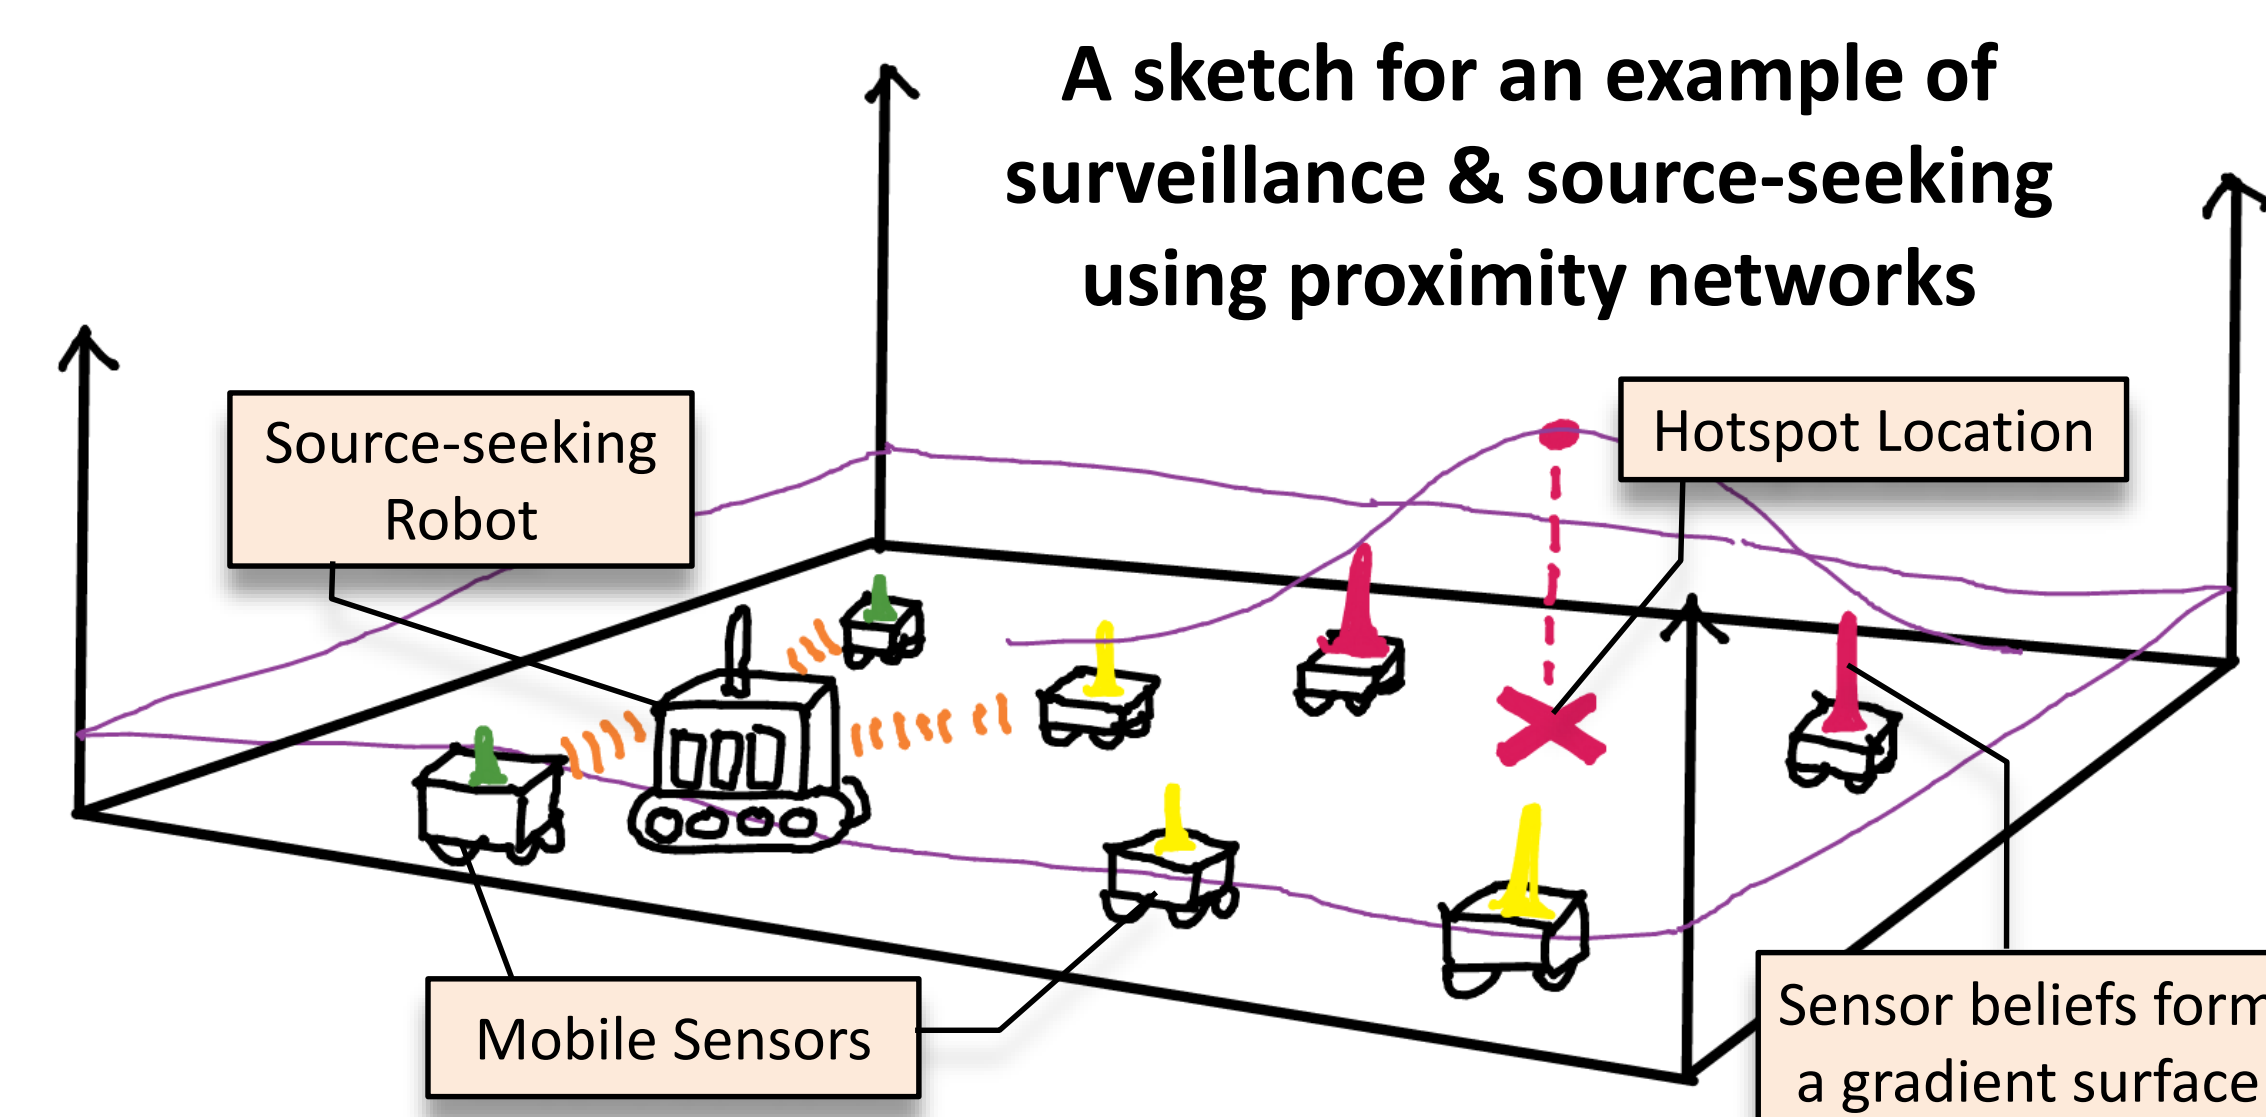 A sketch for an example of
surveillance & source-seeking
using proximity networks
Source-seeking
Robot
Hotspot Location
Mobile Sensors
Sensor beliefs form
a gradient surface